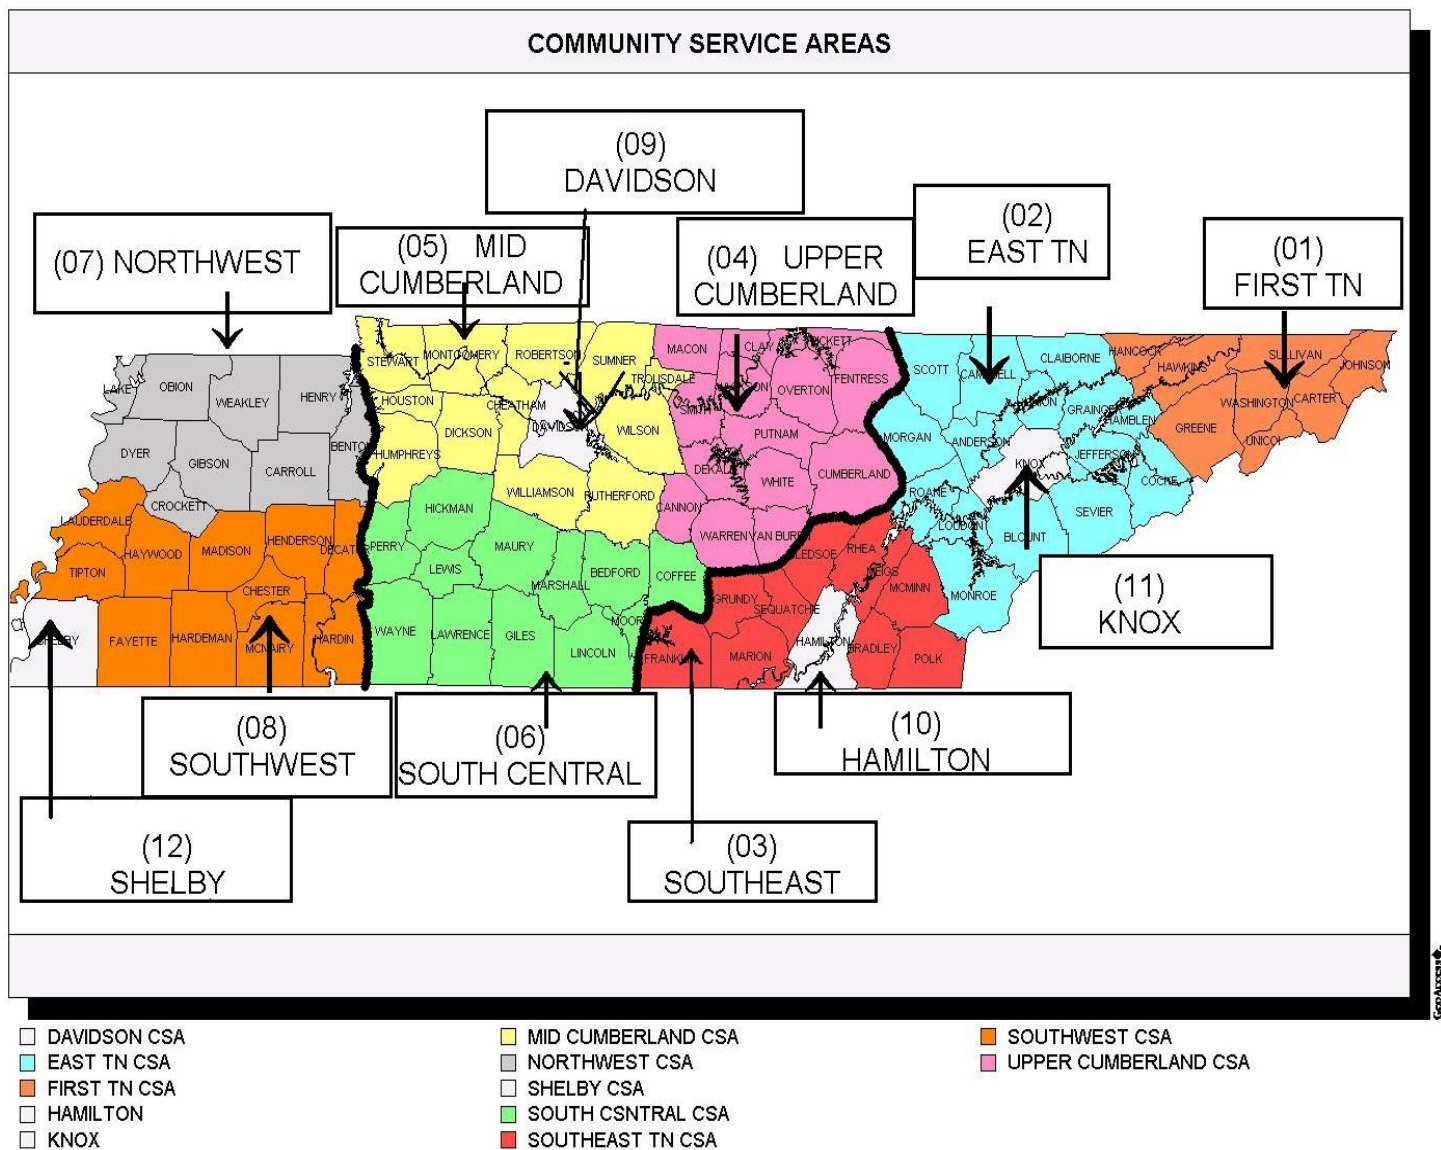 COMMUNITY SERVICE AREAS
(09)
DAVIDSON
(02)
EAST TN
(01)
FIRST TN
(07) NORTHWEST
(05) MID
CUMBERLAND
(04) UPPER
CUMBERLAND
STEWART
MONTGOMERY
ROBERTSON
SUMNER
MACON
CLAY
SCOTT
CLAIBORNE
HANCOCK
SULLIVAN
JOHNSON
LAKE
OBION
WEAKLEY
HENRY
HOUSTON
CHEATHAM
TROUSDALE
SMITH
OVERTON
FENTRESS
GRAINGER
HAWKINS
WASHINGTON
CARTER
DYER
GIBSON
CARROLL
BENTON
HUMPHREYS
DICKSON
WILSON
PUTNAM
MORGAN
ANDERSON
KNOX
HAMBLEN
JEFFERSON
GREENE
UNICOI
CROCKETT
WILLIAMSON
RUTHERFORD
DEKALB
WHITE
CUMBERLAND
CANNON
ROANE
LOUDON
BLOUNT
SEVIER
COCKE
LAUDERDALE
HAYWOOD
MADISON
HENDERSON
DECAT
PERRY
HICKMAN
MAURY
WARREN
VAN BURE
LEDSOE
RHEA
TIPTON
CHESTER
LEWIS
MARSHALL
BEDFORD
COFFEE
GRUNDY
SEQUATCHIE
MEIGS
MCMINN
MONROE
FAYETTE
HARDEMAN
MCNAIRY
HARDIN
WAYNE
LAWRENCE
GILES
LINCOLN
MOOR
FRANKL
MARION
HAMILTON
BRADLEY
POLK
(11)
KNOX
(08)
SOUTHWEST
(06)
SOUTH CENTRAL
(10)
HAMILTON
(12)
SHELBY
(03)
SOUTHEAST
GeoAccess
DAVIDSON CSA
EAST TN CSA
FIRST TN CSA
HAMILTON
KNOX
MID CUMBERLAND CSA
NORTHWEST CSA
SHELBY CSA
SOUTH CSNTRAL CSA
SOUTHEAST TN CSA
SOUTHWEST CSA
UPPER CUMBERLAND CSA